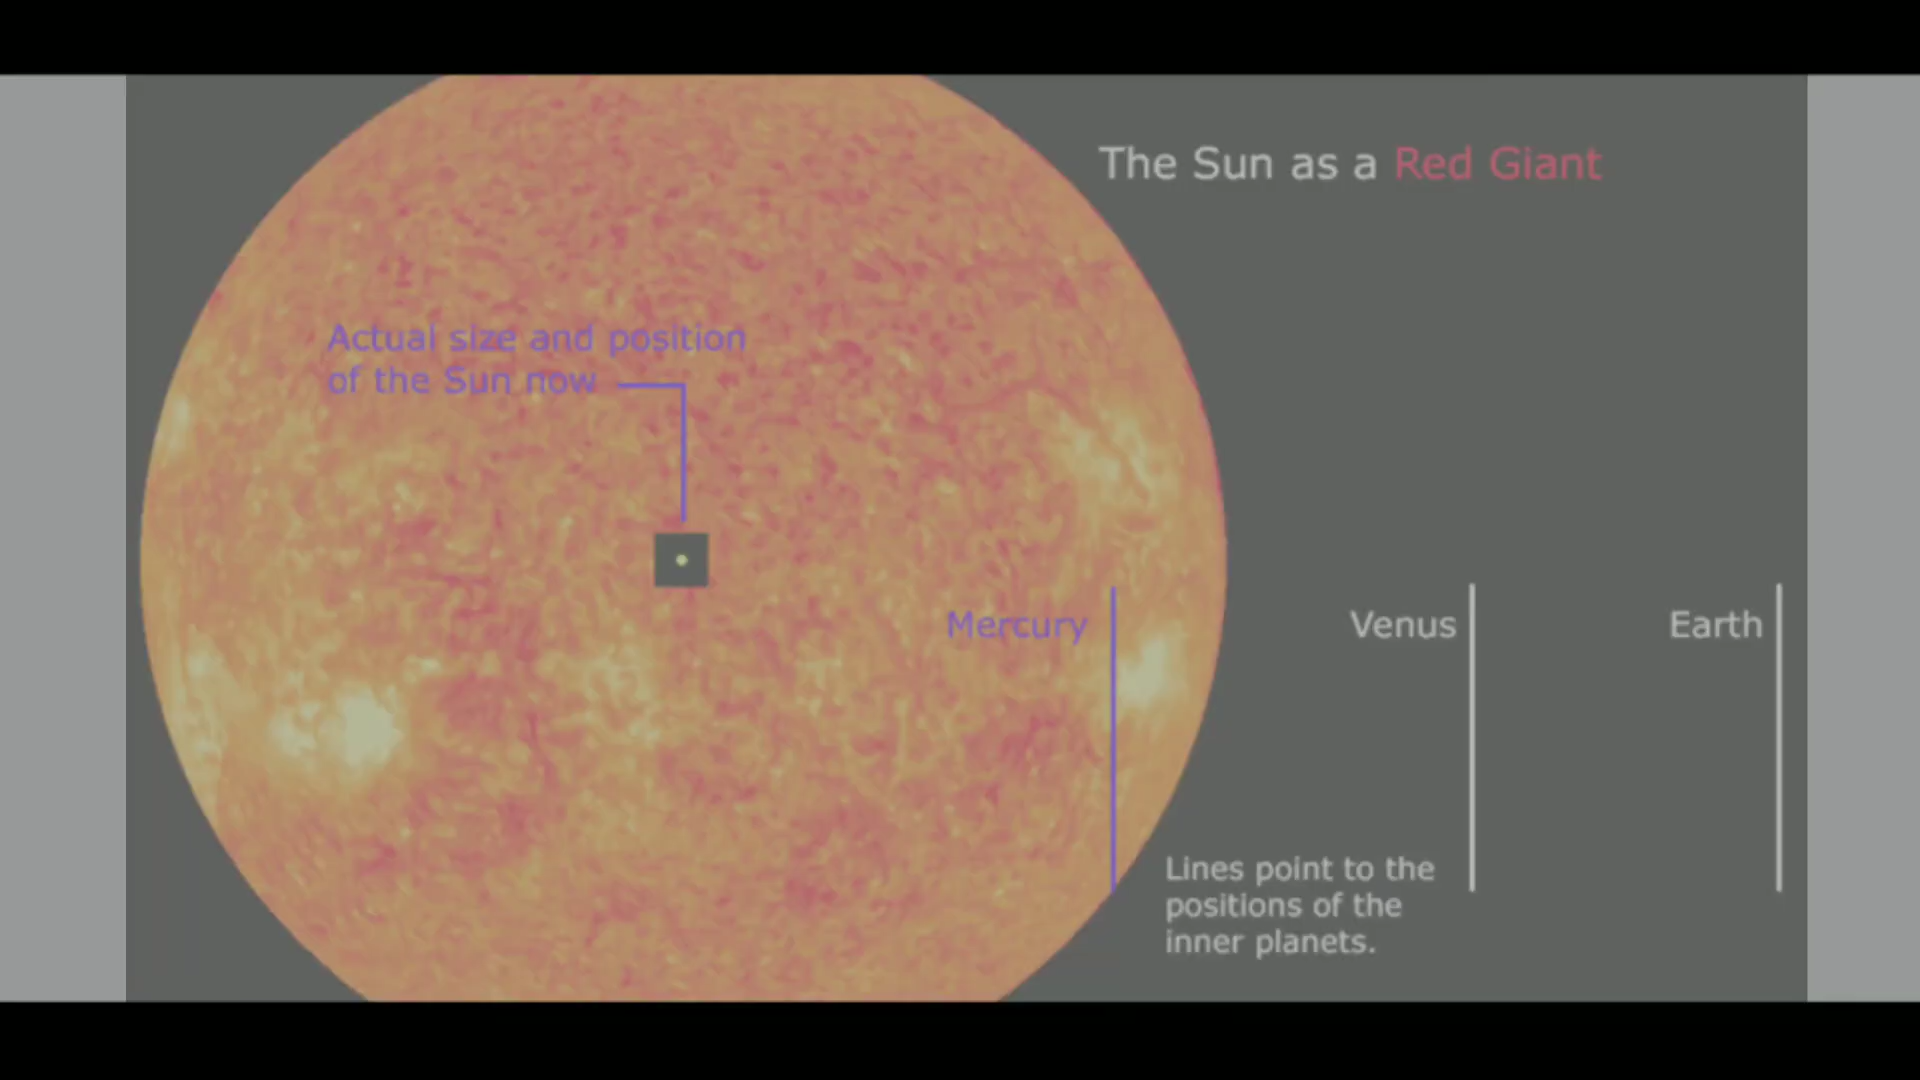 The Sun as a Red Giant
Actual size and position
of the Sun now
Mercury
Venus
Earth
Lines point to the
positions of the
inner planets.